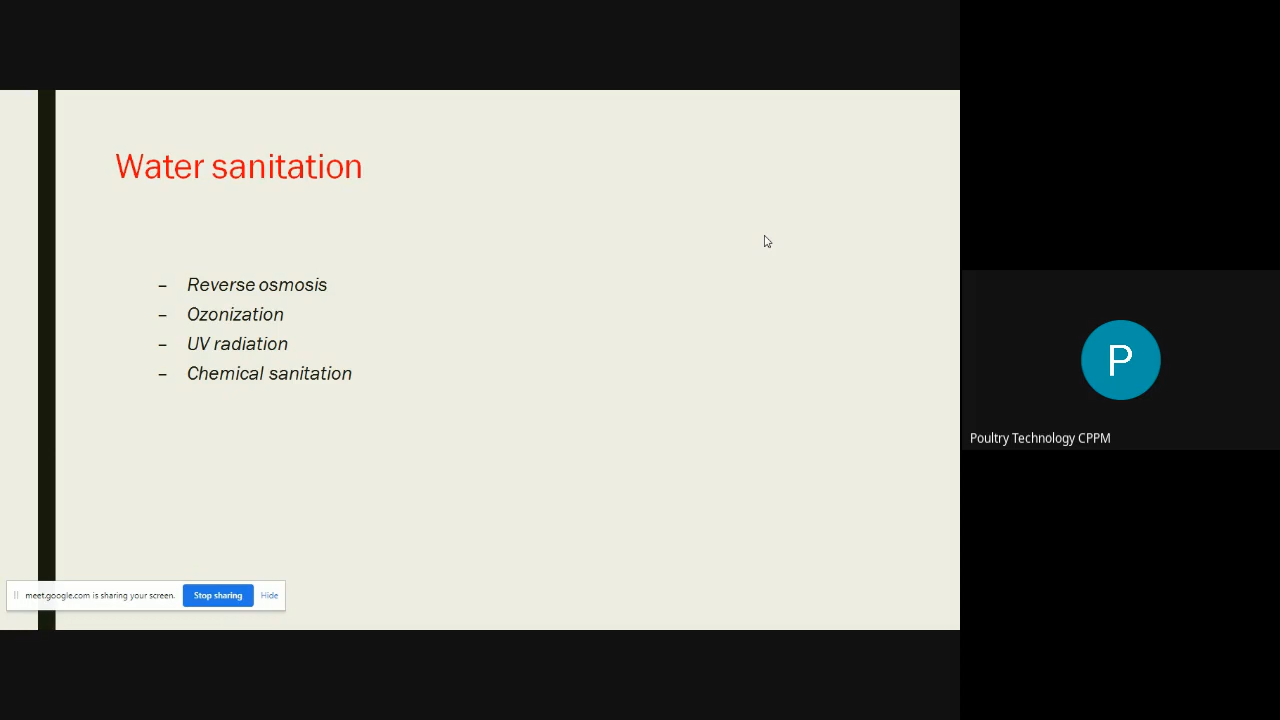 Water sanitation
– Reverse osmosis
– Ozonization
– UV radiation
– Chemical sanitation
meet.google.com is sharing your screen. Stop sharing Hide
P
Poultry Technology CPPM